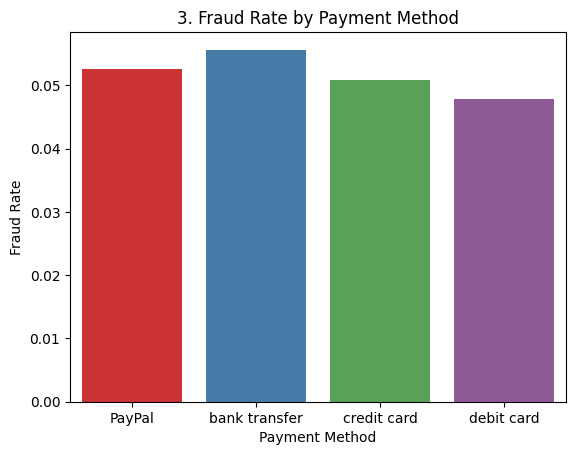 3. Fraud Rate by Payment Method
Fraud Rate
0.05
0.04
0.03
0.02
0.01
0.00
PayPal
bank transfer
credit card
debit card
Payment Method